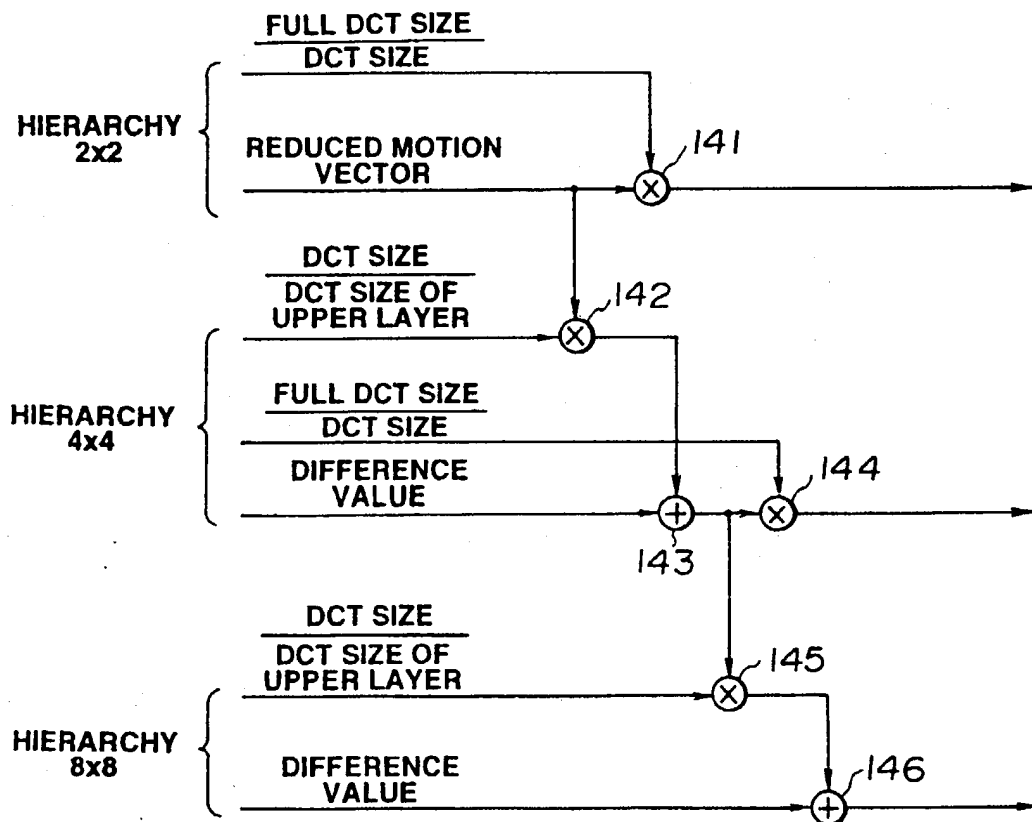 FULL DCT SIZE
DCT SIZE
HIERARCHY
2x2
REDUCED MOTION
VECTOR
141
DCT SIZE
DCT SIZE OF
UPPER LAYER
142
HIERARCHY
4x4
FULL DCT SIZE
DCT SIZE
DIFFERENCE
VALUE
143
144
DCT SIZE
DCT SIZE OF
UPPER LAYER
145
HIERARCHY
8x8
DIFFERENCE
VALUE
146